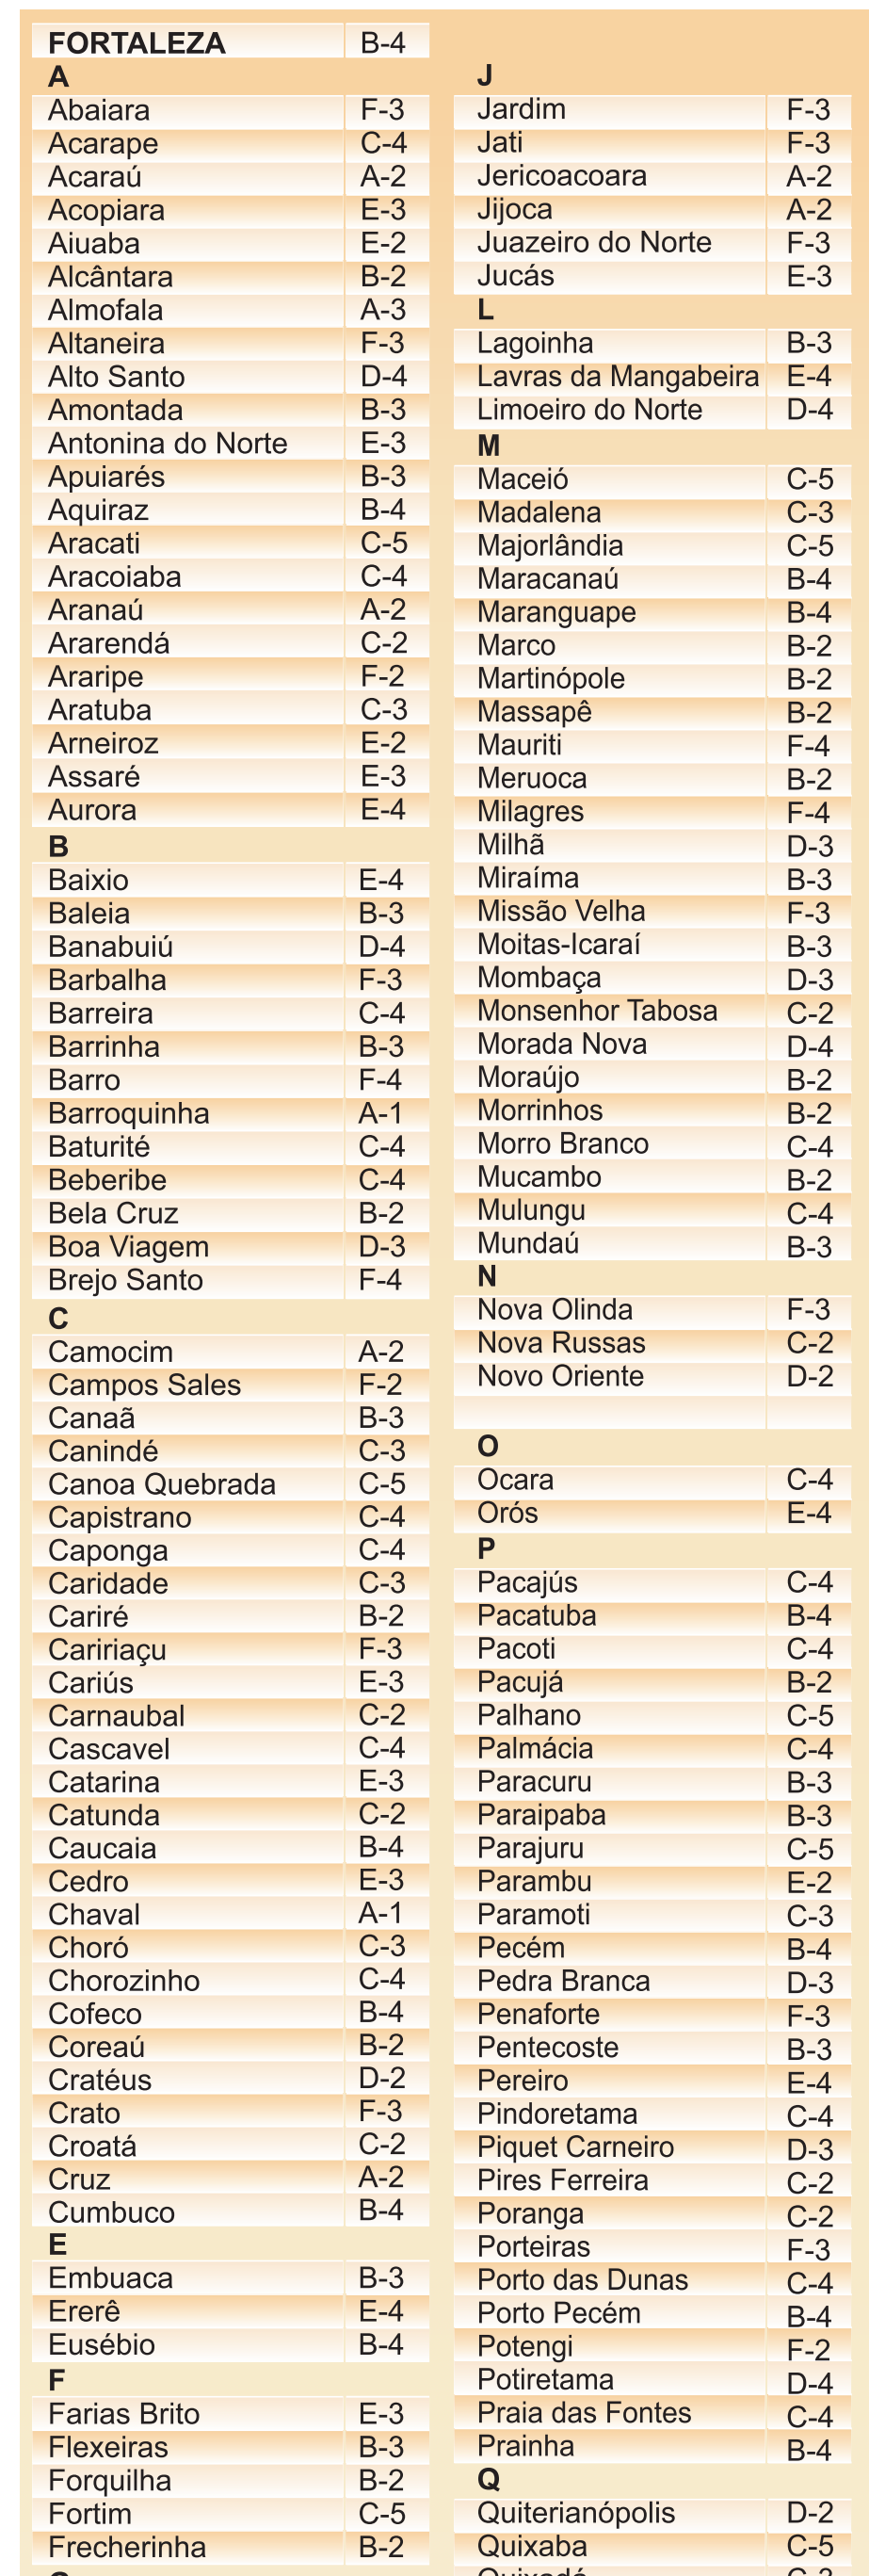 FORTALEZA B-4
A
Abaiara F-3
Acarape C-4
Acaraú A-2
Acopiara E-3
Aiuaba E-2
Alcântara B-2
Almofala A-3
Altaneira F-3
Alto Santo D-4
Amontada B-3
Antonina do Norte E-3
Apuiarés B-3
Aquiraz B-4
Aracati C-5
Aracoiaba C-4
Aranaú A-2
Ararendá C-2
Araripe F-2
Aratuba C-3
Arneiroz E-2
Assaré E-3
Aurora E-4
B
Baixio E-4
Baleia B-3
Banabuiú D-4
Barbalha F-3
Barreira C-4
Barrinha B-3
Barro F-4
Barroquinha A-1
Baturité C-4
Beberibe C-4
Bela Cruz B-2
Boa Viagem D-3
Brejo Santo F-4
C
Camocim A-2
Campos Sales F-2
Canaã B-3
Canindé C-3
Canoa Quebrada C-5
Capistrano C-4
Caponga C-4
Caridade C-3
Cariré B-2
Caririaçu F-3
Cariús E-3
Carnaubal C-2
Cascavel C-4
Catarina E-3
Catunda C-2
Caucaia B-4
Cedro E-3
Chaval A-1
Choró C-3
Chorozinho C-4
Cofeco B-4
Coreaú B-2
Cratéus D-2
Crato F-3
Croatá C-2
Cruz A-2
Cumbuco B-4
E
Embuaca B-3
Ererê E-4
Eusébio B-4
F
Farias Brito E-3
Flexeiras B-3
Forquilha B-2
Fortim C-5
Frecherinha B-2
J
Jardim F-3
Jati F-3
Jericoacoara A-2
Jijoca A-2
Juazeiro do Norte F-3
Jucás E-3
L
Lagoinha B-3
Lavras da Mangabeira E-4
Limoeiro do Norte D-4
M
Maceió C-5
Madalena C-3
Majorlândia C-5
Maracanaú B-4
Maranguape B-4
Marco B-2
Martinópole B-2
Massapê B-2
Mauriti F-4
Meruoca B-2
Milagres F-4
Milhã D-3
Miraíma B-3
Missão Velha F-3
Moitas-Icaraí B-3
Mombaça D-3
Monsenhor Tabosa C-2
Morada Nova D-4
Moraújo B-2
Morrinhos B-2
Morro Branco C-4
Mucambo B-2
Mulungu C-4
Mundaú B-3
N
Nova Olinda F-3
Nova Russas C-2
Novo Oriente D-2
O
Ocara C-4
Orós E-4
P
Pacajús C-4
Pacatuba B-4
Pacoti C-4
Pacujá B-2
Palhano C-5
Palmácia C-4
Paracuru B-3
Paraipaba B-3
Parajuru C-5
Parambu E-2
Paramoti C-3
Pecém B-4
Pedra Branca D-3
Penaforte F-3
Pentecoste B-3
Pereiro E-4
Pindoretama C-4
Piquet Carneiro D-3
Pires Ferreira C-2
Poranga C-2
Porteiras F-3
Porto das Dunas C-4
Porto Pecém B-4
Potengi F-2
Potiretama D-4
Praia das Fontes C-4
Prainha B-4
Q
Quiterianópolis D-2
Quixaba C-5